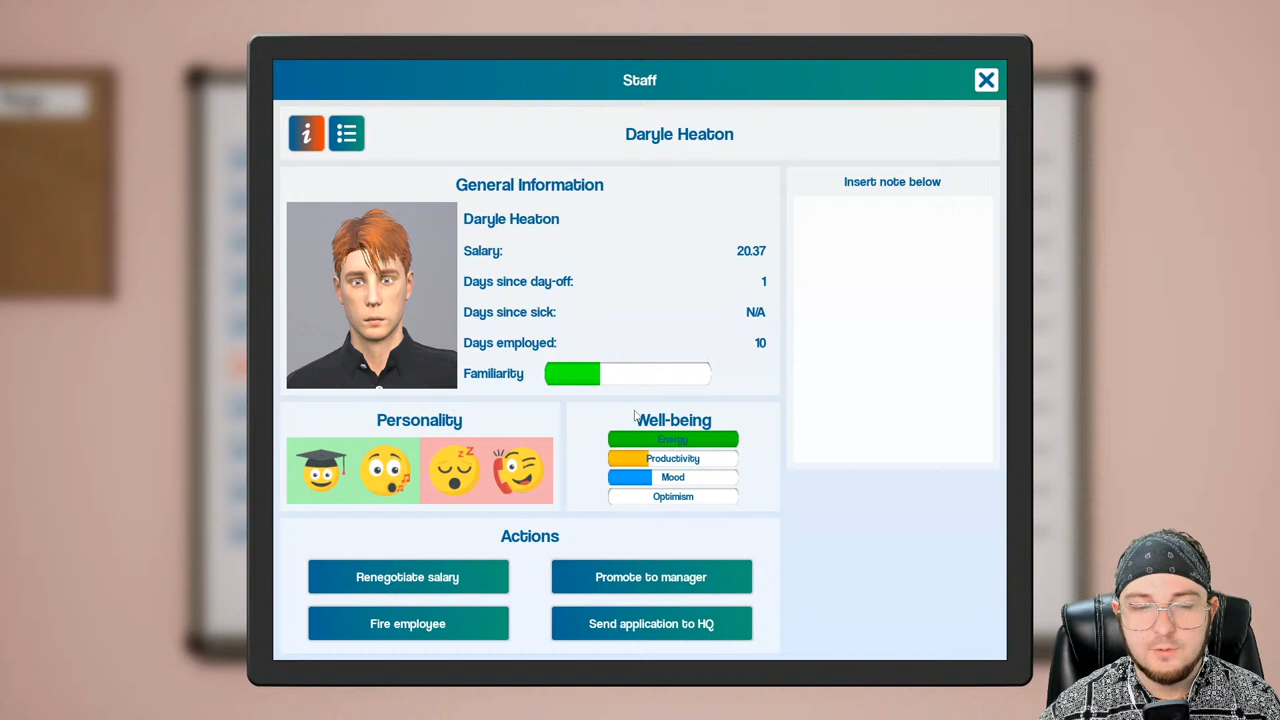 Staff
i
Daryle Heaton
General Information
Insert note below
Daryle Heaton
Salary: 20.37
Days since day-off: 1
Days since sick: N/A
Days employed: 10
Familiarity
Personality
Well-being
Energy
Productivity
Mood
Optimism
Actions
Renegotiate salary
Promote to manager
Fire employee
Send application to HQ